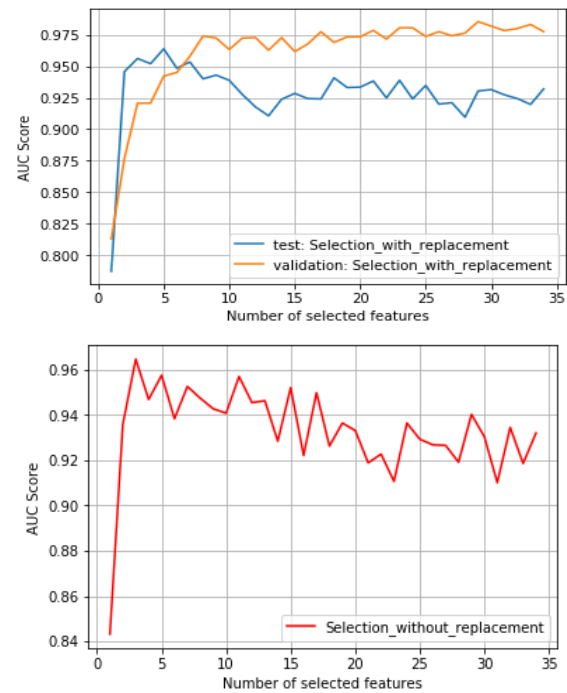 0.975
0.950
0.925
0.900
0.875
0.850
0.825
0.800
AUC Score
test: Selection_with_replacement
validation: Selection_with_replacement
0 5 10 15 20 25 30 35
Number of selected features
0.96
0.94
0.92
0.90
0.88
0.86
0.84
AUC Score
Selection_without_replacement
0 5 10 15 20 25 30 35
Number of selected features